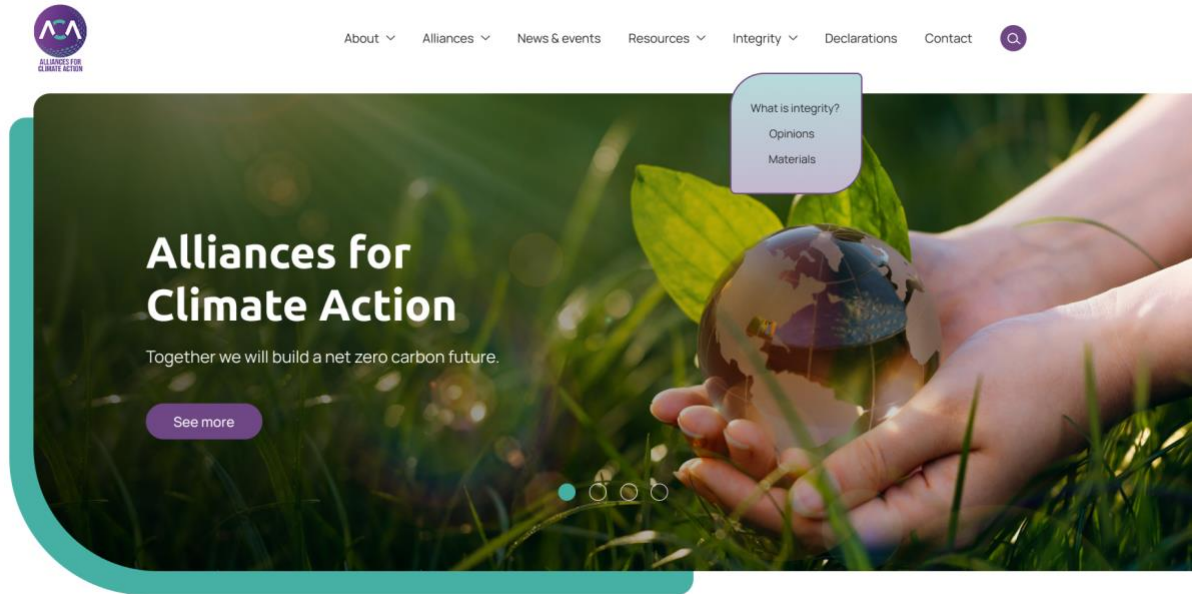 ACA
ALLIANCES FOR
CLIMATE ACTION
About
Alliances
News & events
Resources
Integrity
Declarations
Contact
What is integrity?
Opinions
Materials
Alliances for
Climate Action
Together we will build a net zero carbon future.
See more